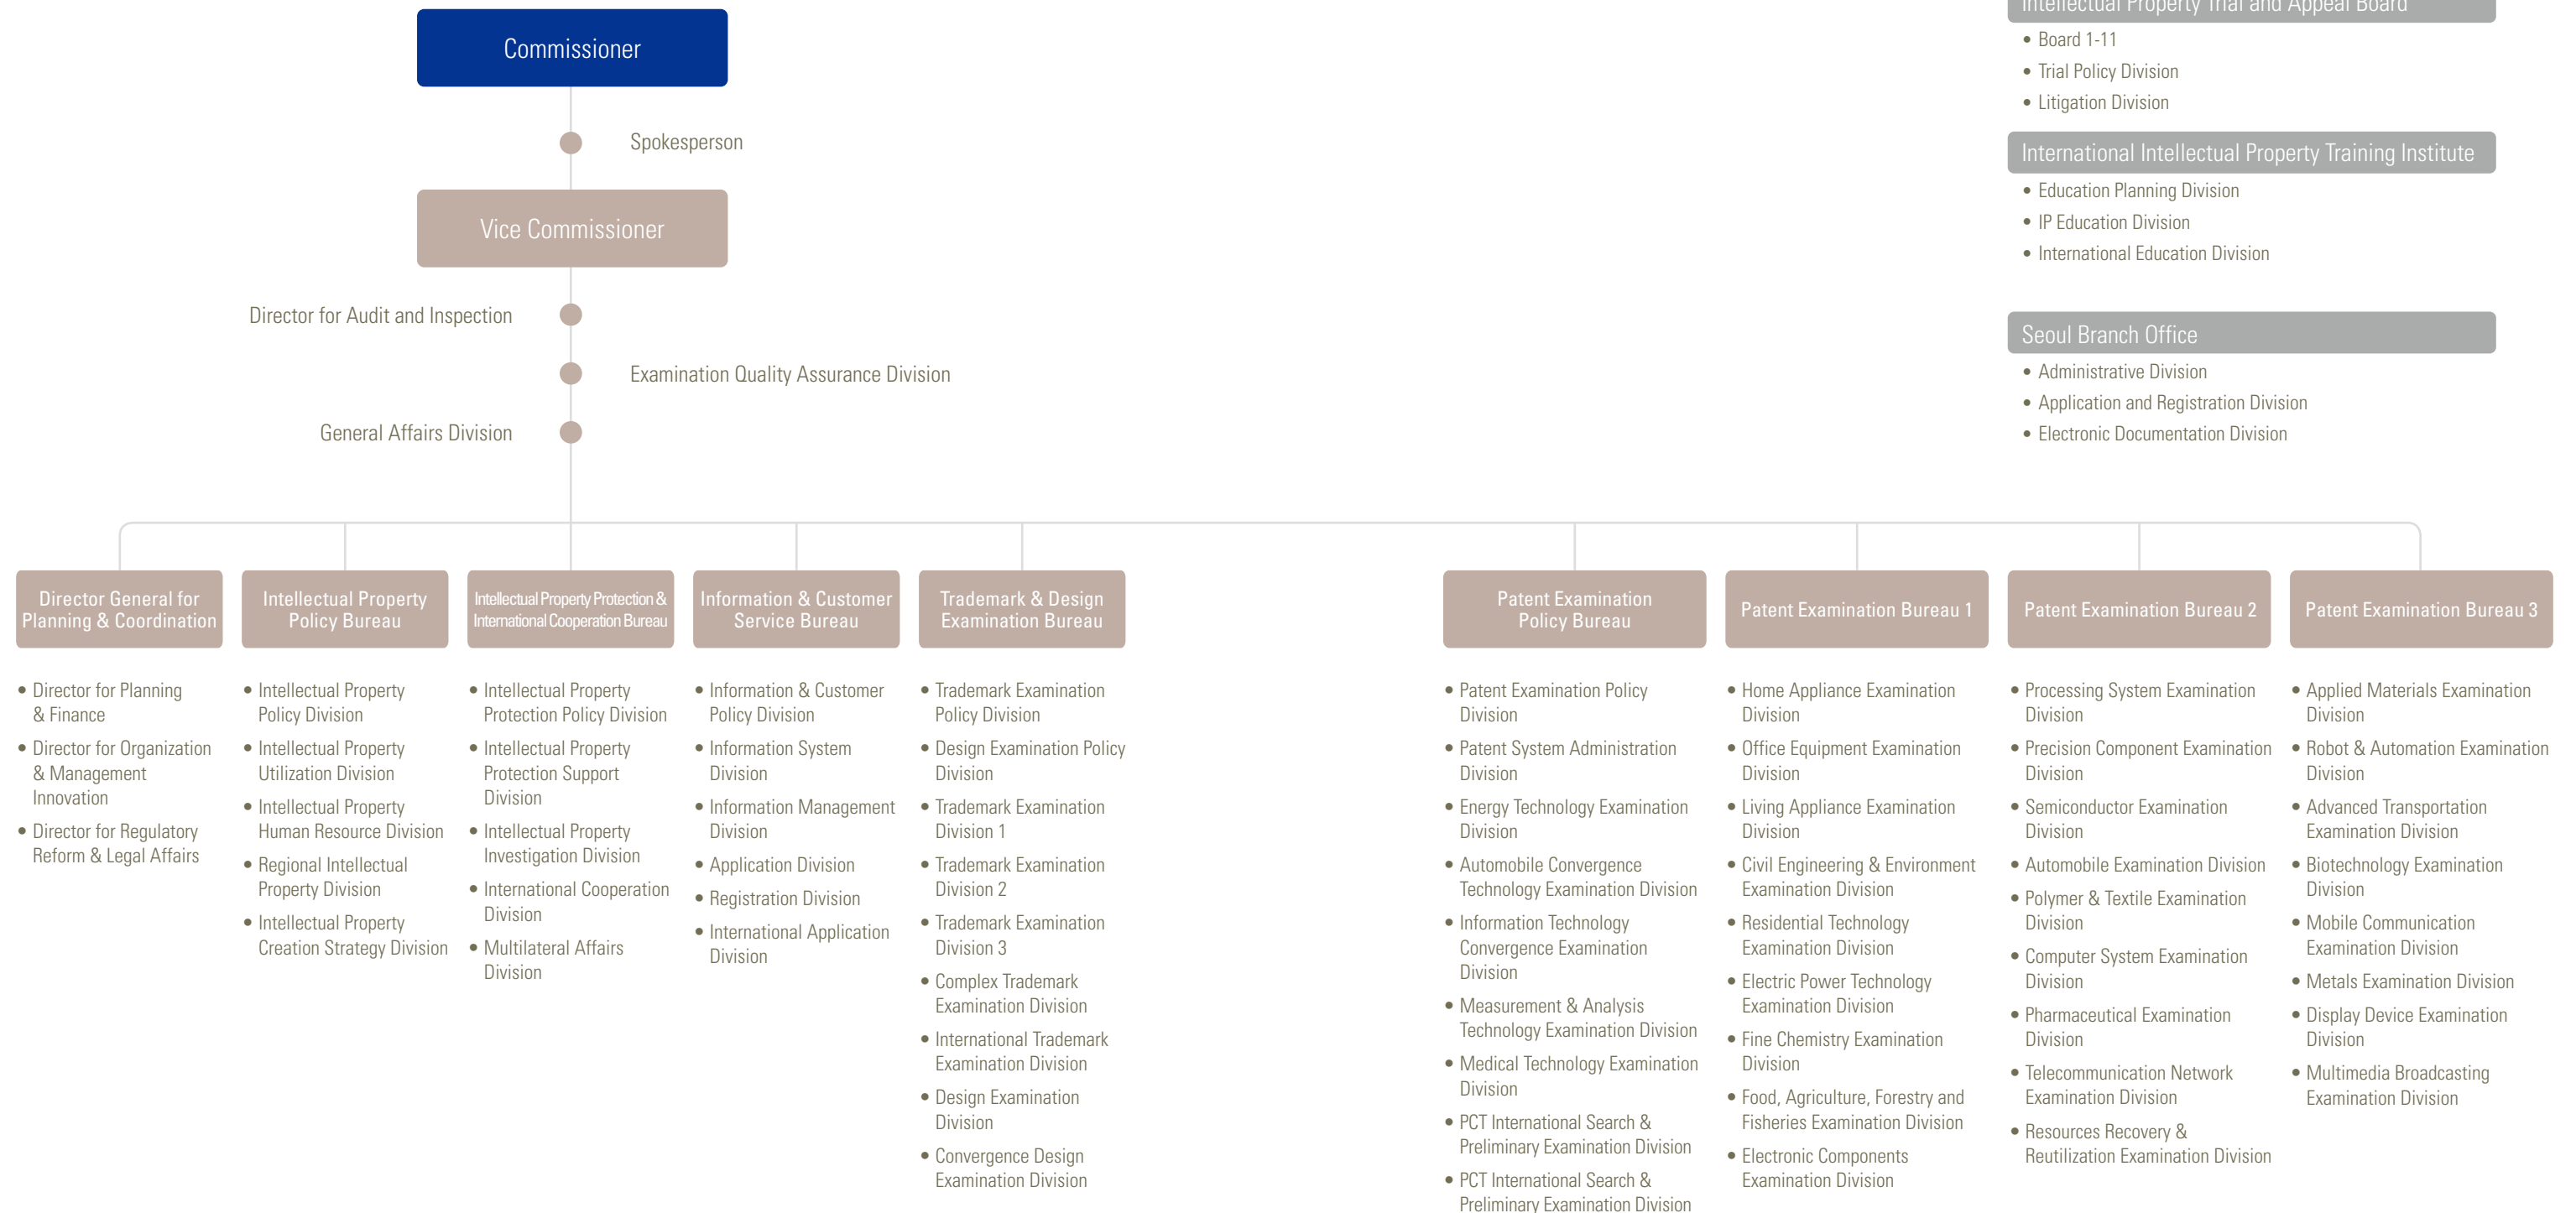 Commissioner
Spokesperson
Vice Commissioner
Director for Audit and Inspection
Examination Quality Assurance Division
General Affairs Division
Intellectual Property Trial and Appeal Board
• Board 1-11
• Trial Policy Division
• Litigation Division
International Intellectual Property Training Institute
• Education Planning Division
• IP Education Division
• International Education Division
Seoul Branch Office
• Administrative Division
• Application and Registration Division
• Electronic Documentation Division
Director General for
Planning & Coordination
• Director for Planning
& Finance
• Director for Organization
& Management
Innovation
• Director for Regulatory
Reform & Legal Affairs
Intellectual Property
Policy Bureau
• Intellectual Property
Policy Division
• Intellectual Property
Utilization Division
• Intellectual Property
Human Resource Division
• Regional Intellectual
Property Division
• Intellectual Property
Creation Strategy Division
Intellectual Property Protection &
International Cooperation Bureau
• Intellectual Property
Protection Policy Division
• Intellectual Property
Protection Support
Division
• Intellectual Property
Investigation Division
• International Cooperation
Division
• Multilateral Affairs
Division
Information & Customer
Service Bureau
• Information & Customer
Policy Division
• Information System
Division
• Information Management
Division
• Application Division
• Registration Division
• International Application
Division
Trademark & Design
Examination Bureau
• Trademark Examination
Policy Division
• Design Examination Policy
Division
• Trademark Examination
Division 1
• Trademark Examination
Division 2
• Trademark Examination
Division 3
• Complex Trademark
Examination Division
• International Trademark
Examination Division
• Design Examination
Division
• Convergence Design
Examination Division
Patent Examination
Policy Bureau
• Patent Examination Policy
Division
• Patent System Administration
Division
• Energy Technology Examination
Division
• Automobile Convergence
Technology Examination Division
• Information Technology
Convergence Examination
Division
• Measurement & Analysis
Technology Examination Division
• Medical Technology Examination
Division
• PCT International Search &
Preliminary Examination Division
• PCT International Search &
Preliminary Examination Division
Patent Examination Bureau 1
• Home Appliance Examination
Division
• Office Equipment Examination
Division
• Living Appliance Examination
Division
• Civil Engineering & Environment
Examination Division
• Residential Technology
Examination Division
• Electric Power Technology
Examination Division
• Fine Chemistry Examination
Division
• Food, Agriculture, Forestry and
Fisheries Examination Division
• Electronic Components
Examination Division
Patent Examination Bureau 2
• Processing System Examination
Division
• Precision Component Examination
Division
• Semiconductor Examination
Division
• Automobile Examination Division
• Polymer & Textile Examination
Division
• Computer System Examination
Division
• Pharmaceutical Examination
Division
• Telecommunication Network
Examination Division
• Resources Recovery &
Reutilization Examination Division
Patent Examination Bureau 3
• Applied Materials Examination
Division
• Robot & Automation Examination
Division
• Advanced Transportation
Examination Division
• Biotechnology Examination
Division
• Mobile Communication
Examination Division
• Metals Examination Division
• Display Device Examination
Division
• Multimedia Broadcasting
Examination Division